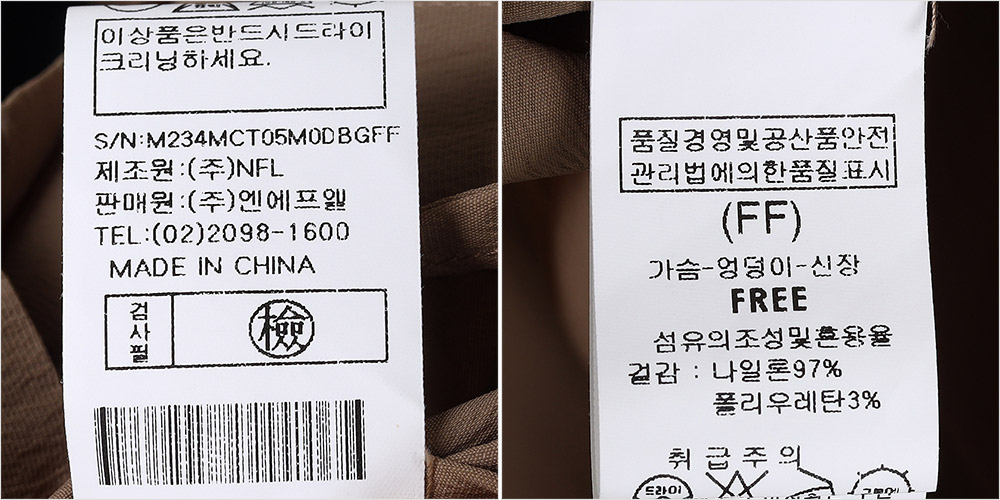 이상품은반드시드라이
크리닝하세요.
S/N:M234MCT05M0DBGFF
제조원:(주)NFL
판매원:(주)엔에프엘
TEL:(02)2098-1600
MADE IN CHINA
검사필
檢
품질경영및공산품안전
관리법에의한품질표시
(FF)
가슴-엉덩이-신장
FREE
섬유의조성및혼용율
겉감 : 나일론97%
폴리우레탄3%
취급주의
드라이